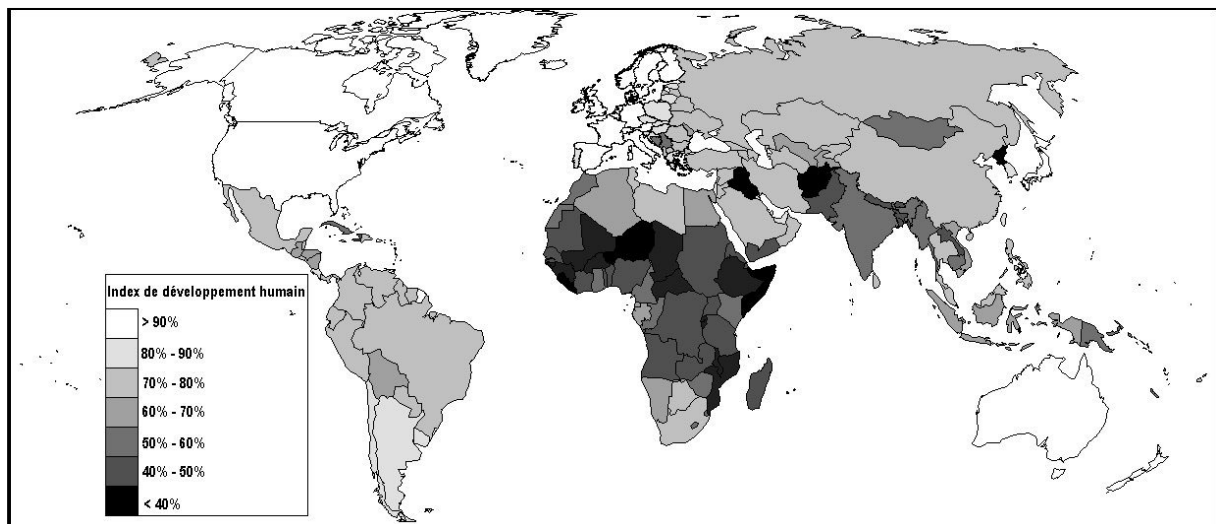 Index de développement humain
> 90%
80% - 90%
70% - 80%
60% - 70%
50% - 60%
40% - 50%
< 40%